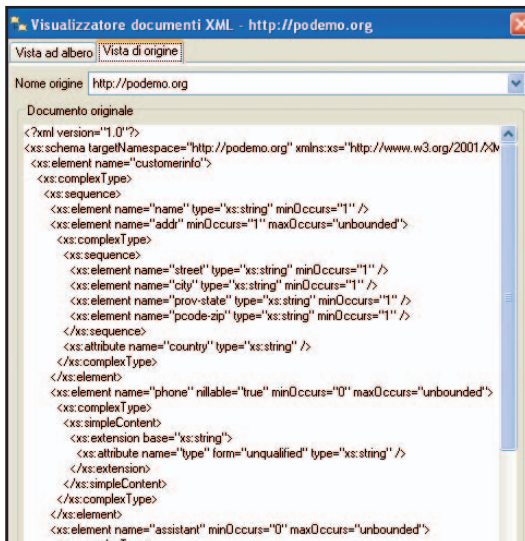 Visualizzatore documenti XML - http://podemo.org
Vista ad albero Vista di origine
Nome origine http://podemo.org
Documento originale
<?xml version="1.0"?>
<xs:schema targetNamespace="http://podemo.org" xmlns:xs="http://www.w3.org/2001/XM
<xs:element name="customerinfo">
<xs:complexType>
<xs:sequence>
<xs:element name="name" type="xs:string" minOccurs="1" />
<xs:element name="addr" minOccurs="1" maxOccurs="unbounded">
<xs:complexType>
<xs:sequence>
<xs:element name="street" type="xs:string" minOccurs="1" />
<xs:element name="city" type="xs:string" minOccurs="1" />
<xs:element name="prov-state" type="xs:string" minOccurs="1" />
<xs:element name="pcode-zip" type="xs:string" minOccurs="1" />
</xs:sequence>
<xs:attribute name="country" type="xs:string" />
</xs:complexType>
</xs:element>
<xs:element name="phone" nillable="true" minOccurs="0" maxOccurs="unbounded">
<xs:complexType>
<xs:simpleContent>
<xs:extension base="xs:string">
<xs:attribute name="type" form="unqualified" type="xs:string" />
</xs:extension>
</xs:simpleContent>
</xs:complexType>
</xs:element>
<xs:element name="assistant" minOccurs="0" maxOccurs="unbounded">